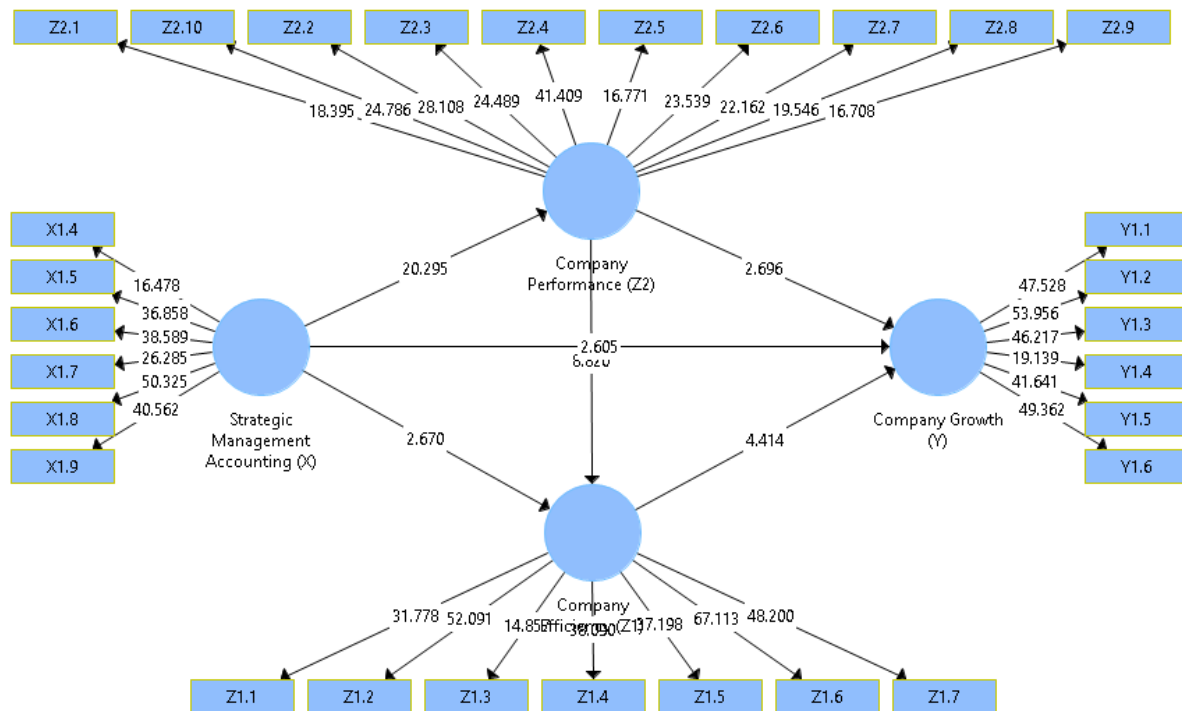 Z2.1 Z2.10 Z2.2 Z2.3 Z2.4 Z2.5 Z2.6 Z2.7 Z2.8 Z2.9
18.395 24.786 28.108 24.489 41.409 16.771 23.539 22.162 19.546 16.708
X1.4
X1.5
X1.6
X1.7
X1.8
X1.9
16.478
36.858
38.589
26.285
50.325
40.562
Strategic
Management
Accounting (X)
20.295
Company
Performance (Z2)
2.696
2.605
2.670
4.414
Company Growth
(Y)
47.528
53.956
46.217
19.139
41.641
49.362
Y1.1
Y1.2
Y1.3
Y1.4
Y1.5
Y1.6
Company
Efficiency (Z1)
31.778 52.091 37.198 67.113 48.200
Z1.1 Z1.2 Z1.3 Z1.4 Z1.5 Z1.6 Z1.7